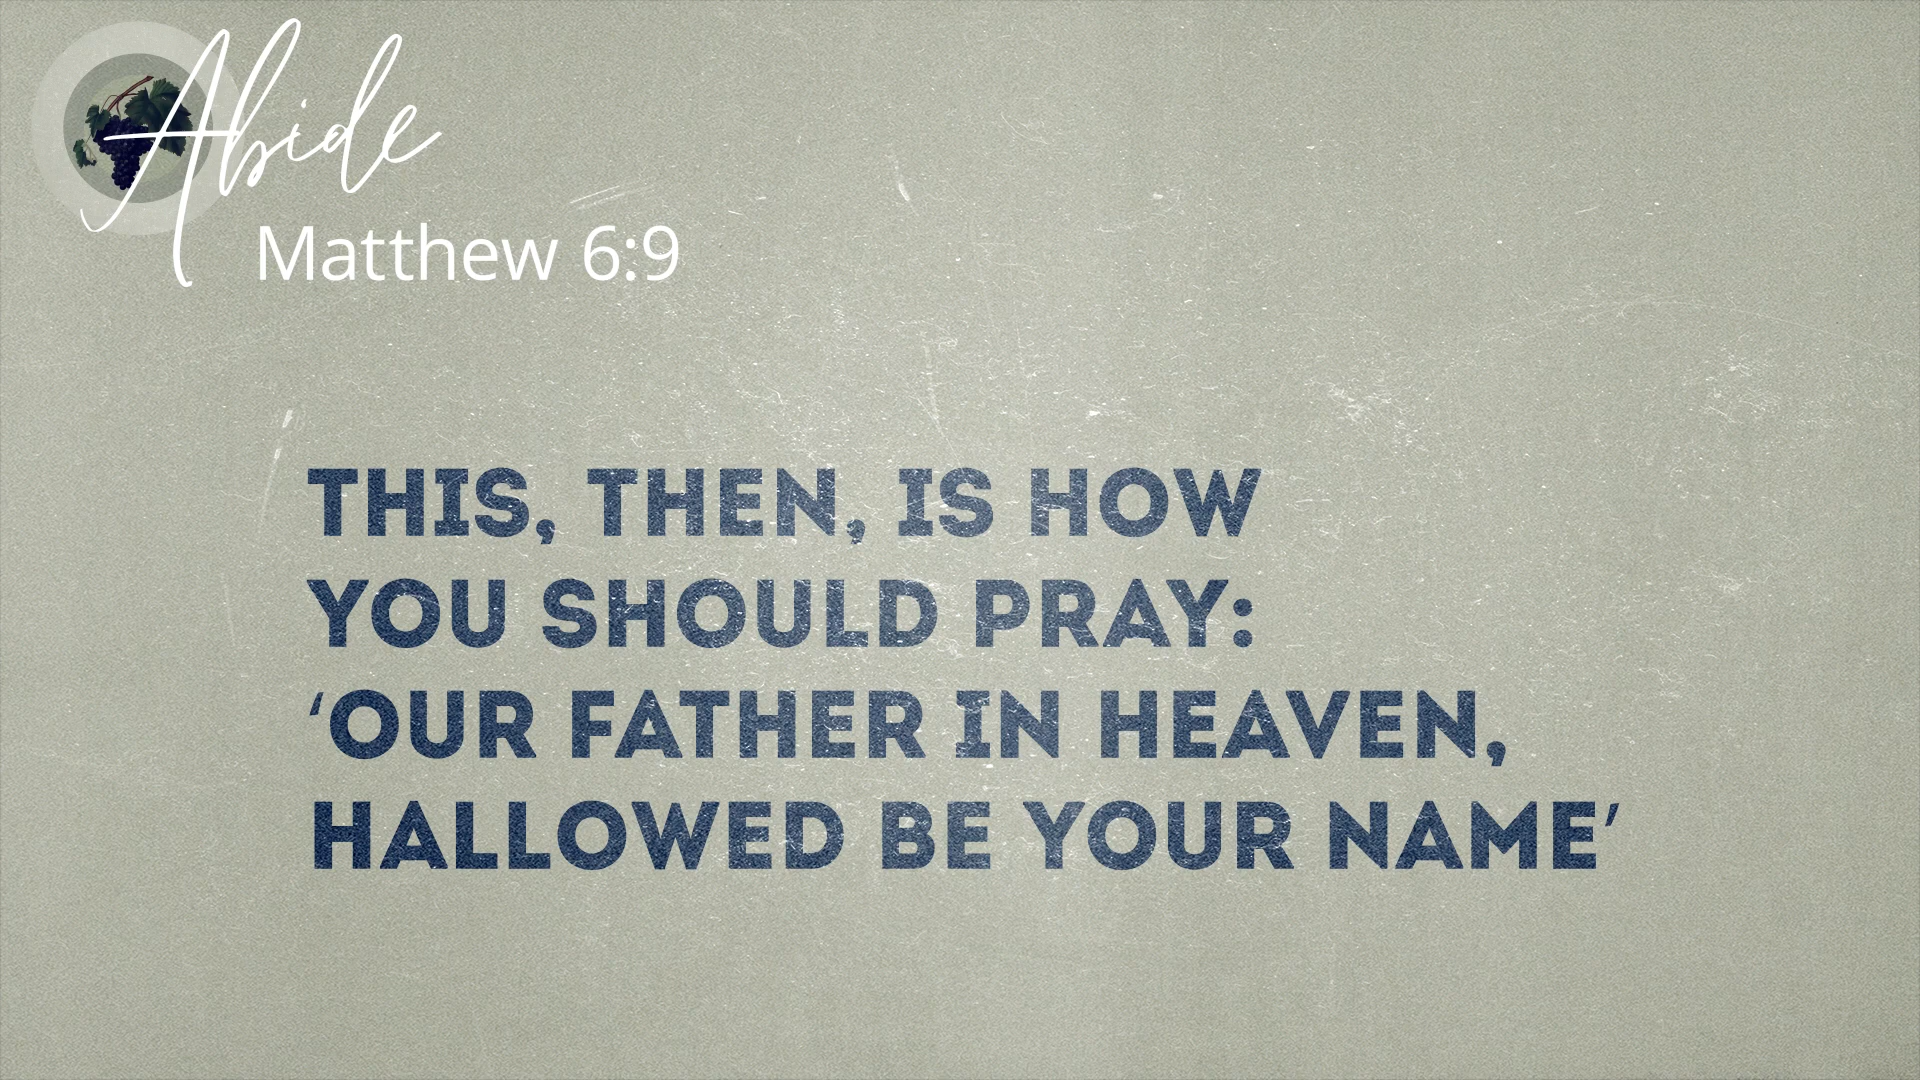 Abide
Matthew 6:9
THIS, THEN, IS HOW
YOU SHOULD PRAY:
‘OUR FATHER IN HEAVEN,
HALLOWED BE YOUR NAME’